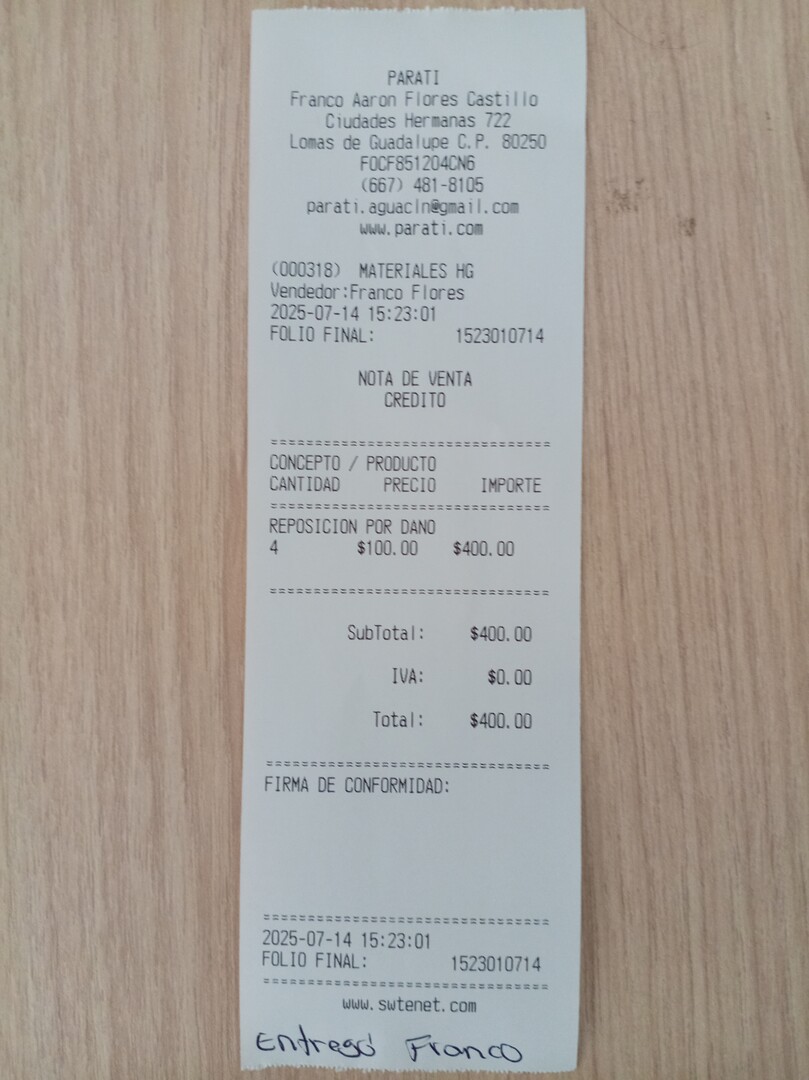 PARATI
Franco Aaron Flores Castillo
Ciudades Hermanas 722
Lomas de Guadalupe C.P. 80250
FOCF851204CN6
(667) 481-8105
parati.aguacln@gmail.com
www.parati.com
(000318) MATERIALES HG
Vendedor:Franco Flores
2025-07-14 15:23:01
FOLIO FINAL: 1523010714
NOTA DE VENTA
CREDITO
================================
CONCEPTO / PRODUCTO
CANTIDAD PRECIO IMPORTE
================================
REPOSICION POR DANO
4 $100.00 $400.00
================================
SubTotal: $400.00
IVA: $0.00
Total: $400.00
================================
FIRMA DE CONFORMIDAD:
================================
2025-07-14 15:23:01
FOLIO FINAL: 1523010714
================================
www.swtenet.com
Entregó Franco